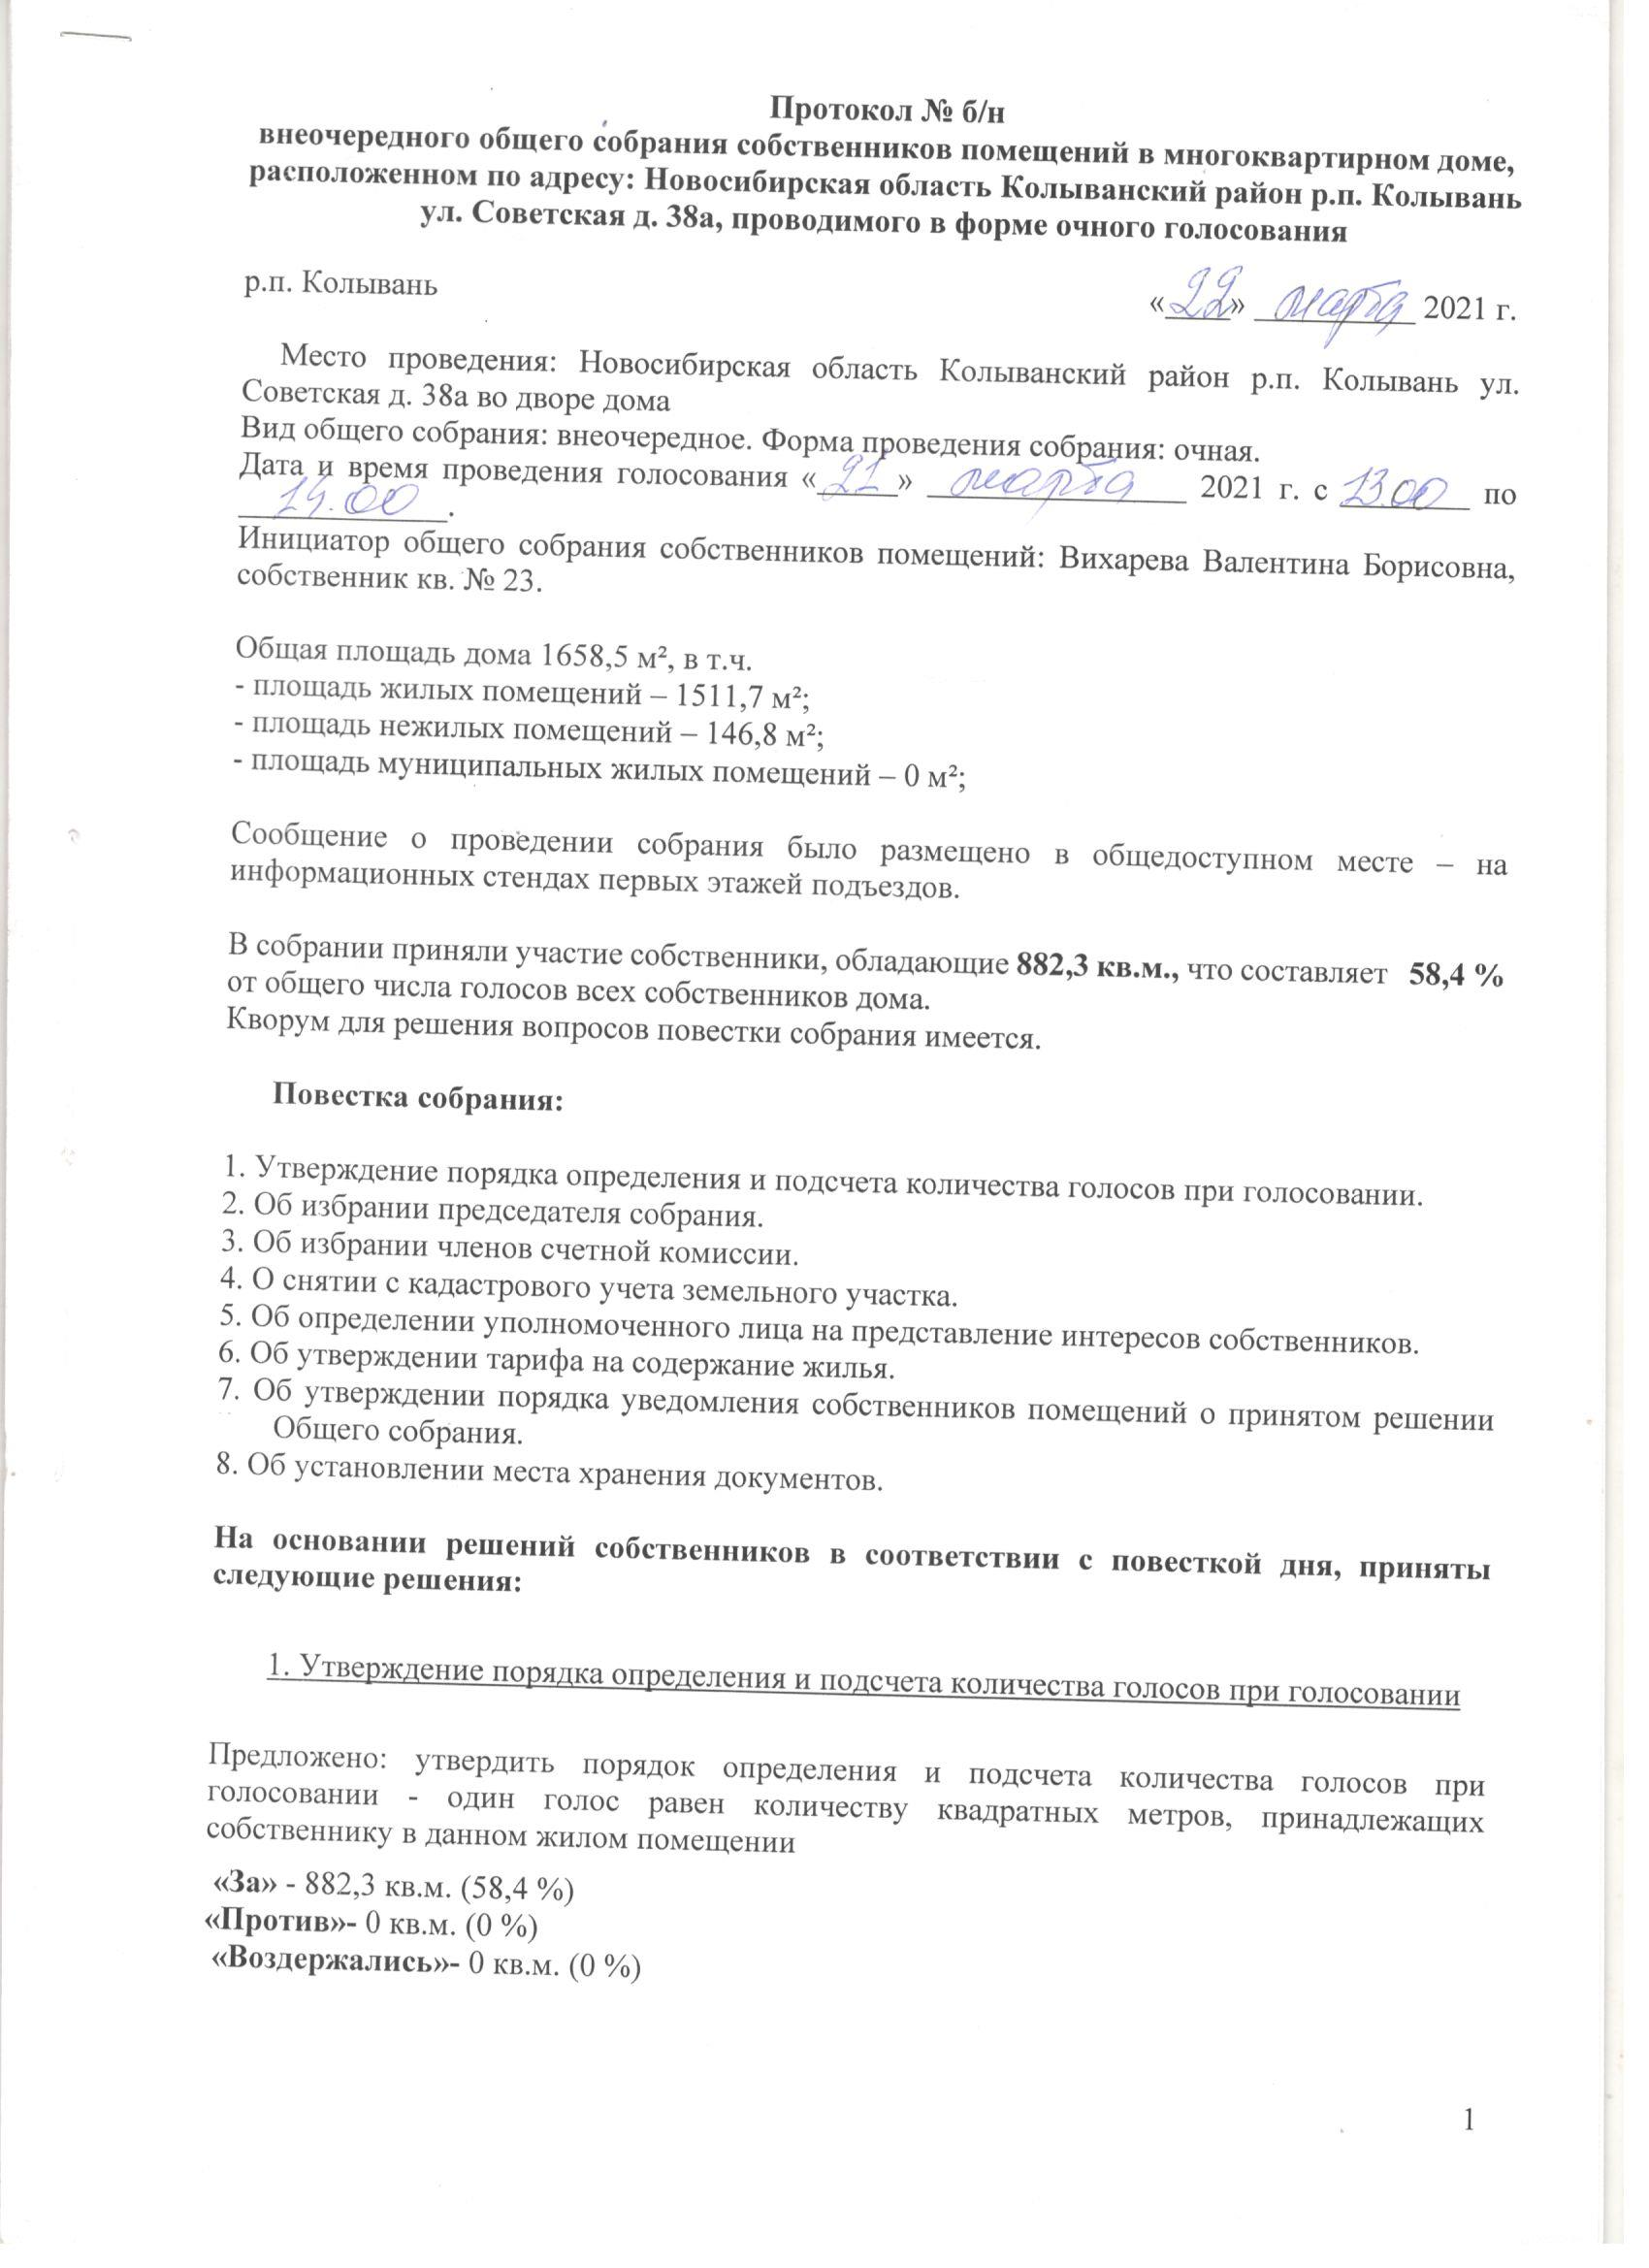 Протокол № б/н
внеочередного общего собрания собственников помещений в многоквартирном доме,
расположенном по адресу: Новосибирская область Колыванский район р.п. Колывань
ул. Советская д. 38а, проводимого в форме очного голосования
р.п. Колывань
«22» марта 2021 г.
Место проведения: Новосибирская область Колыванский район р.п. Колывань ул.
Советская д. 38а во дворе дома
Вид общего собрания: внеочередное. Форма проведения собрания: очная.
Дата и время проведения голосования «21» марта 2021 г. с 13.00 по
14.00.
Инициатор общего собрания собственников помещений: Вихарева Валентина Борисовна,
собственник кв. № 23.
Общая площадь дома 1658,5 м², в т.ч.
- площадь жилых помещений – 1511,7 м²;
- площадь нежилых помещений – 146,8 м²;
- площадь муниципальных жилых помещений – 0 м²;
Сообщение о проведении собрания было размещено в общедоступном месте – на
информационных стендах первых этажей подъездов.
В собрании приняли участие собственники, обладающие 882,3 кв.м., что составляет 58,4 %
от общего числа голосов всех собственников дома.
Кворум для решения вопросов повестки собрания имеется.
Повестка собрания:
1. Утверждение порядка определения и подсчета количества голосов при голосовании.
2. Об избрании председателя собрания.
3. Об избрании членов счетной комиссии.
4. О снятии с кадастрового учета земельного участка.
5. Об определении уполномоченного лица на представление интересов собственников.
6. Об утверждении тарифа на содержание жилья.
7. Об утверждении порядка уведомления собственников помещений о принятом решении
Общего собрания.
8. Об установлении места хранения документов.
На основании решений собственников в соответствии с повесткой дня, приняты
следующие решения:
1. Утверждение порядка определения и подсчета количества голосов при голосовании
Предложено: утвердить порядок определения и подсчета количества голосов при
голосовании - один голос равен количеству квадратных метров, принадлежащих
собственнику в данном жилом помещении
«За» - 882,3 кв.м. (58,4 %)
«Против»- 0 кв.м. (0 %)
«Воздержались»- 0 кв.м. (0 %)
1